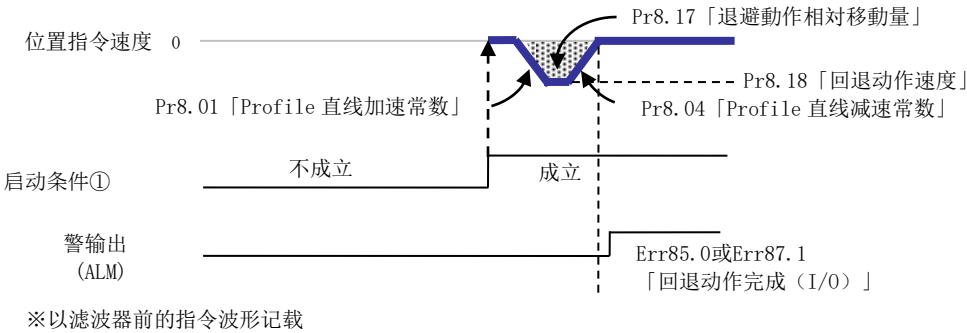 Pr8.17「退避動作相対移動量」
位置指令速度 0
Pr8.18「回退动作速度」
Pr8.01「Profile 直线加速常数」
Pr8.04「Profile 直线减速常数」
不成立
成立
启动条件①
警输出
(ALM)
Err85.0或Err87.1
「回退动作完成（I/O）」
※以滤波器前的指令波形记载